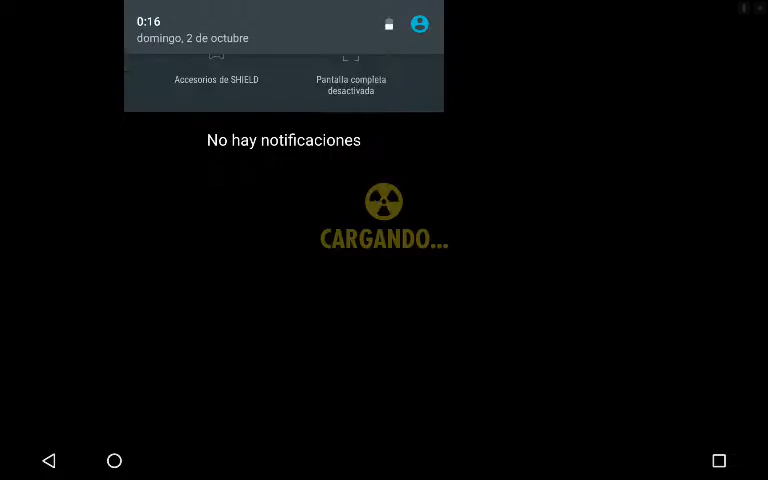 0:16
domingo, 2 de octubre
Accesorios de SHIELD
Pantalla completa
desactivada
No hay notificaciones
CARGANDO...